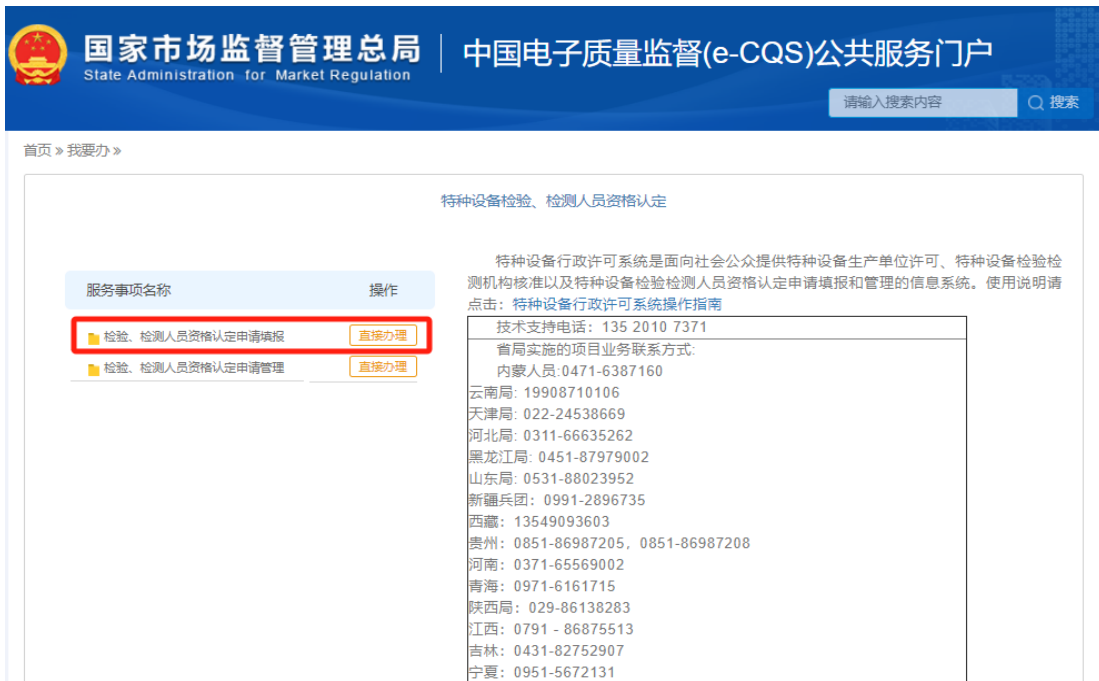 国家市场监督管理总局
State Administration for Market Regulation
中国电子质量监督(e-CQS)公共服务门户
请输入搜索内容
搜索
首页 » 我要办 »
特种设备检验、检测人员资格认定
服务事项名称 操作
检验、检测人员资格认定申请填报 直接办理
检验、检测人员资格认定申请管理 直接办理
特种设备行政许可系统是面向社会公众提供特种设备生产单位许可、特种设备检验检
测机构核准以及特种设备检验检测人员资格认定申请填报和管理的信息系统。使用说明请
点击：特种设备行政许可系统操作指南
技术支持电话：135 2010 7371
省局实施的项目业务联系方式:
内蒙人员:0471-6387160
云南局: 19908710106
天津局: 022-24538669
河北局: 0311-66635262
黑龙江局: 0451-87979002
山东局: 0531-88023952
新疆兵团：0991-2896735
西藏：13549093603
贵州：0851-86987205，0851-86987208
河南：0371-65569002
青海：0971-6161715
陕西局：029-86138283
江西：0791 - 86875513
吉林：0431-82752907
宁夏：0951-5672131